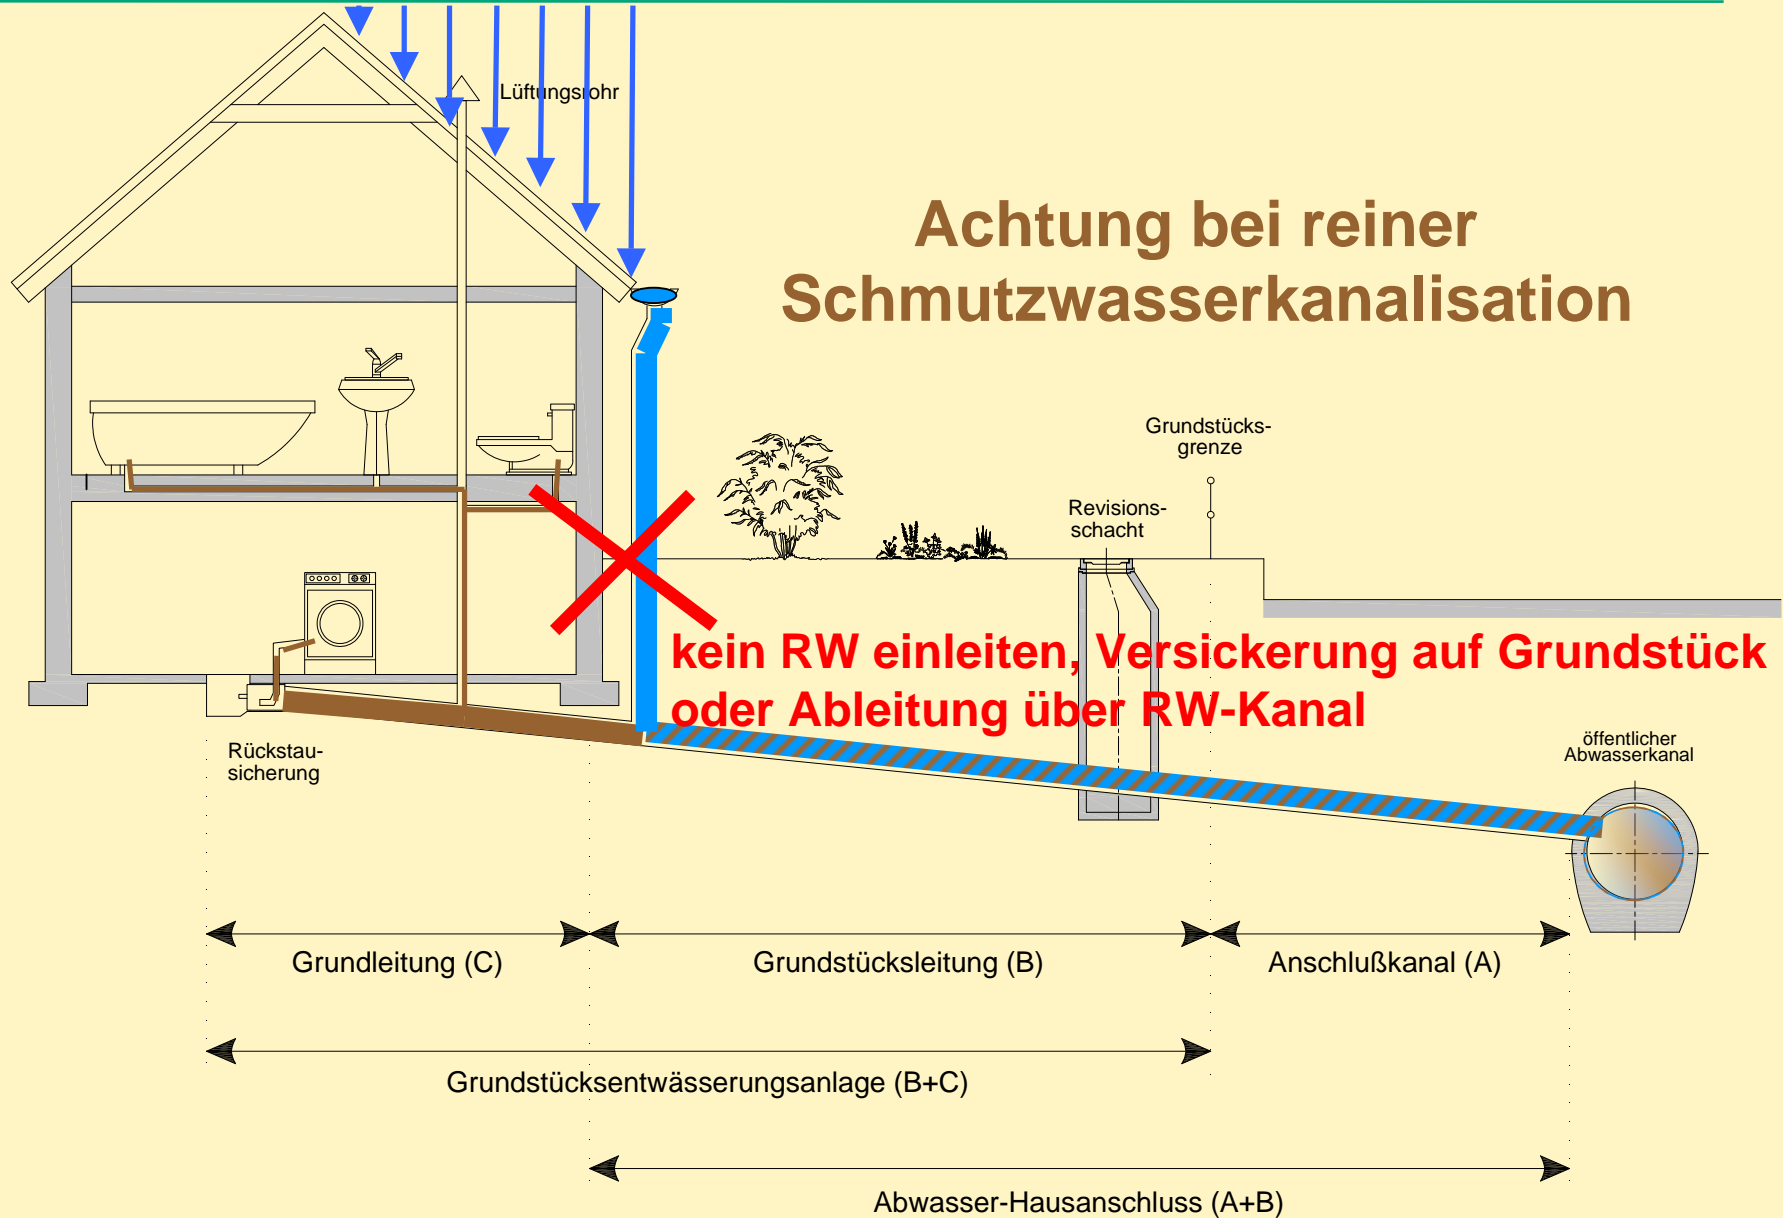 Lüftungsrohr
Achtung bei reiner
Schmutzwasserkanalisation
Grundstücks-
grenze
Revisions-
schacht
kein RW einleiten, Versickerung auf Grundstück
oder Ableitung über RW-Kanal
Rückstau-
sicherung
öffentlicher
Abwasserkanal
Grundleitung (C)
Grundstücksleitung (B)
Anschlußkanal (A)
Grundstücksentwässerungsanlage (B+C)
Abwasser-Hausanschluss (A+B)